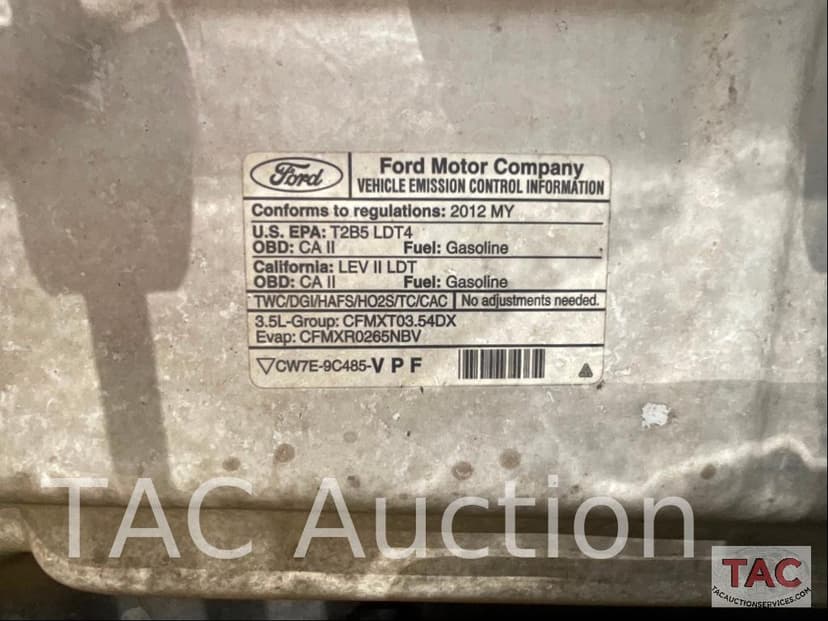 Ford
Ford Motor Company
VEHICLE EMISSION CONTROL INFORMATION
Conforms to regulations: 2012 MY
U.S. EPA: T2B5 LDT4
OBD: CA II Fuel: Gasoline
California: LEV II LDT
OBD: CA II Fuel: Gasoline
TWC/DGI/HAFS/HO2S/TC/CAC No adjustments needed.
3.5L-Group: CFMXT03.54DX
Evap: CFMXR0265NBV
CW7E-9C485-V P F
TAC Auction
TAC
TACAUCTIONSERVICES.COM